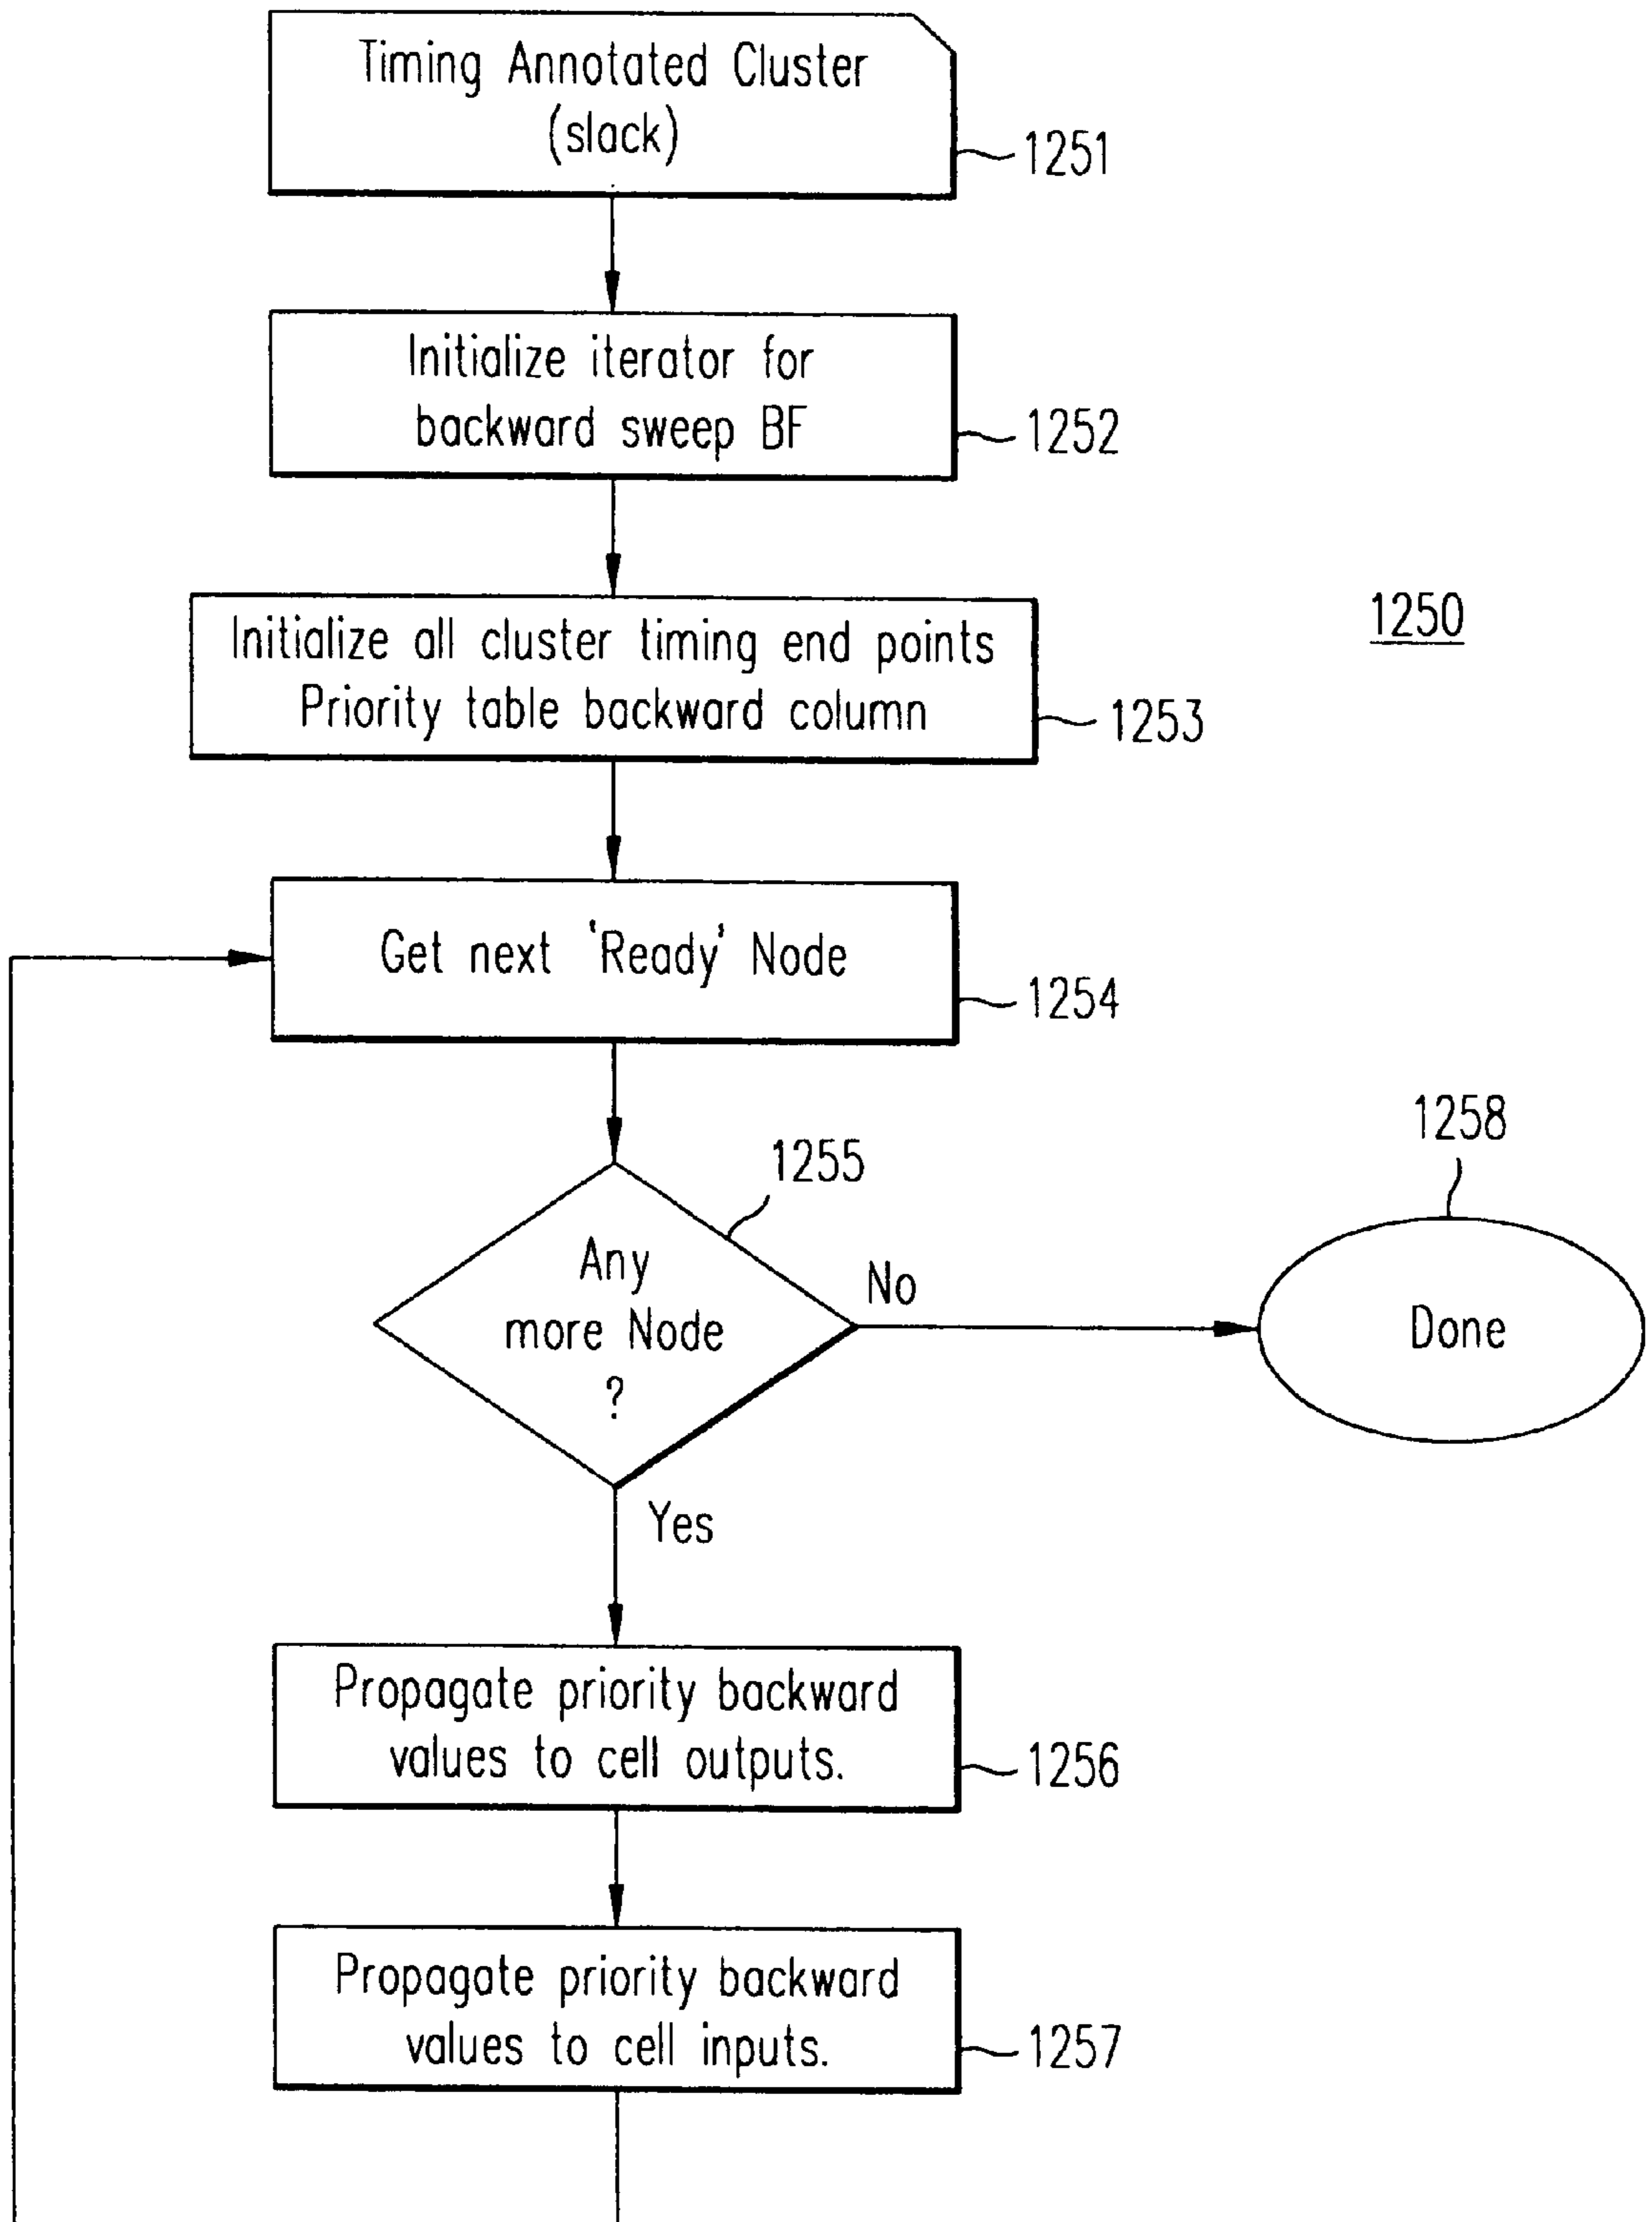 Timing Annotated Cluster
(slack)
1251
Initialize iterator for
backward sweep BF
1252
Initialize all cluster timing end points
Priority table backward column
1253
1250
Get next 'Ready' Node
1254
1255
Any
more Node
?
No
1258
Done
Yes
Propagate priority backward
values to cell outputs.
1256
Propagate priority backward
values to cell inputs.
1257